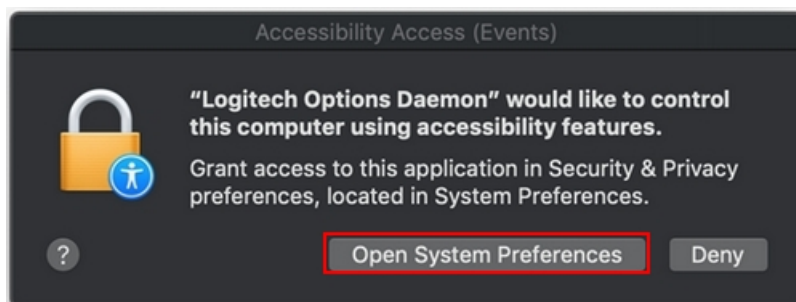 Accessibility Access (Events)
“Logitech Options Daemon” would like to control
this computer using accessibility features.
Grant access to this application in Security & Privacy
preferences, located in System Preferences.
?
Open System Preferences
Deny